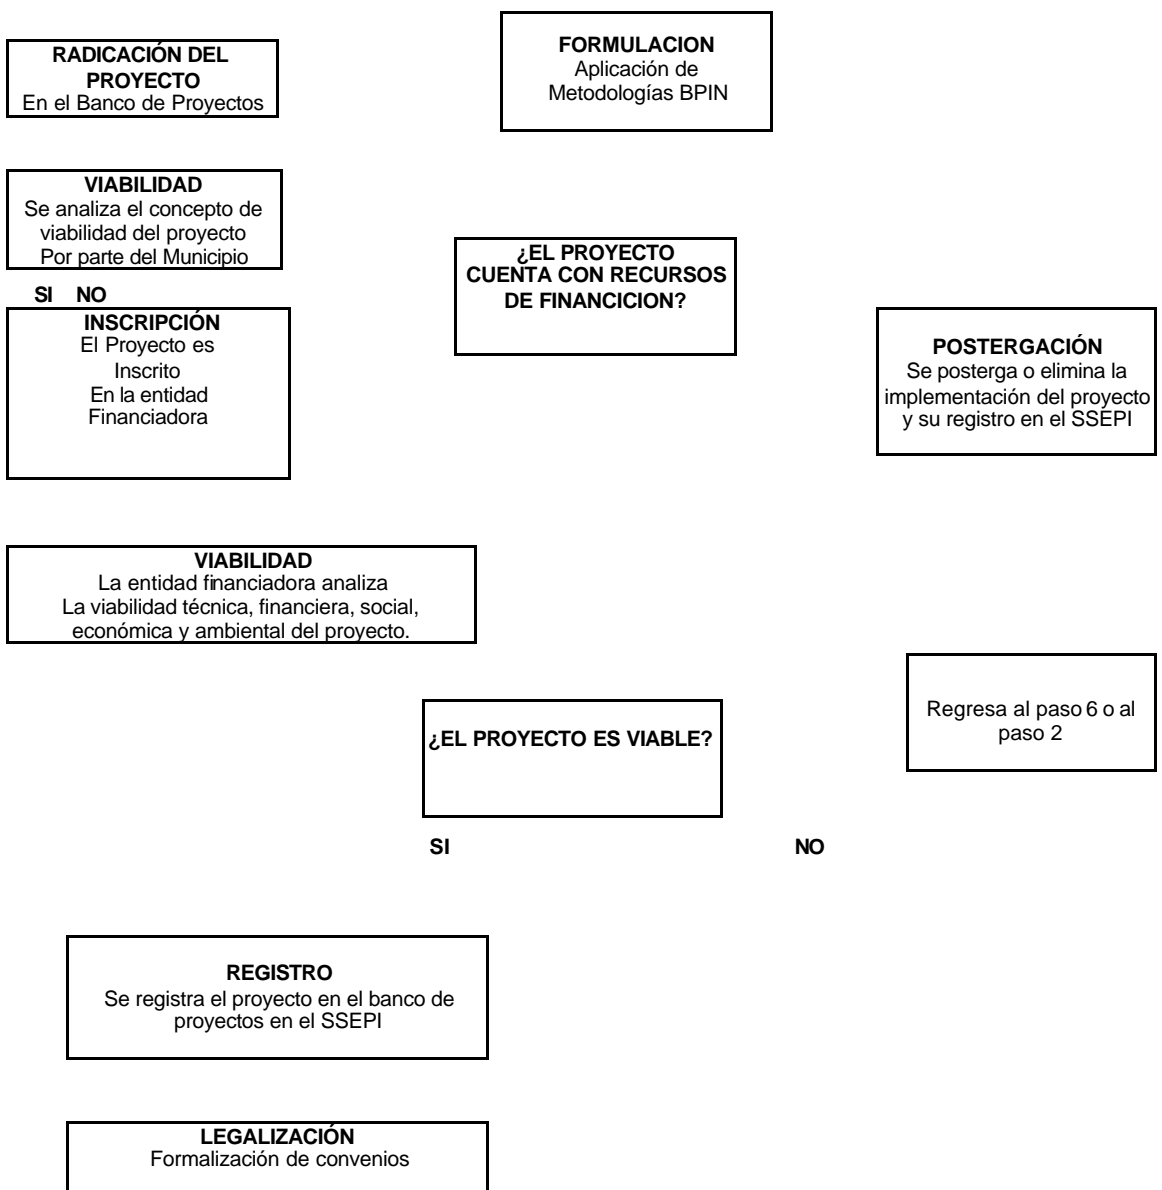 FORMULACION
Aplicación de
Metodologías BPIN
RADICACIÓN DEL
PROYECTO
En el Banco de Proyectos
VIABILIDAD
Se analiza el concepto de
viabilidad del proyecto
Por parte del Municipio
¿EL PROYECTO
CUENTA CON RECURSOS
DE FINANCICION?
SI NO
INSCRIPCIÓN
El Proyecto es
Inscrito
En la entidad
Financiadora
POSTERGACIÓN
Se posterga o elimina la
implementación del proyecto
y su registro en el SSEPI
VIABILIDAD
La entidad financiadora analiza
La viabilidad técnica, financiera, social,
económica y ambiental del proyecto.
Regresa al paso 6 o al
paso 2
¿EL PROYECTO ES VIABLE?
SI NO
REGISTRO
Se registra el proyecto en el banco de
proyectos en el SSEPI
LEGALIZACIÓN
Formalización de convenios